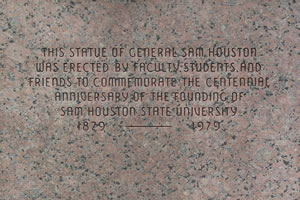 THIS STATUE OF GENERAL SAM HOUSTON
WAS ERECTED BY FACULTY, STUDENTS, AND
FRIENDS TO COMMEMORATE THE CENTENNIAL
ANNIVERSARY OF THE FOUNDING OF
SAM HOUSTON STATE UNIVERSITY
1879 ——— 1979